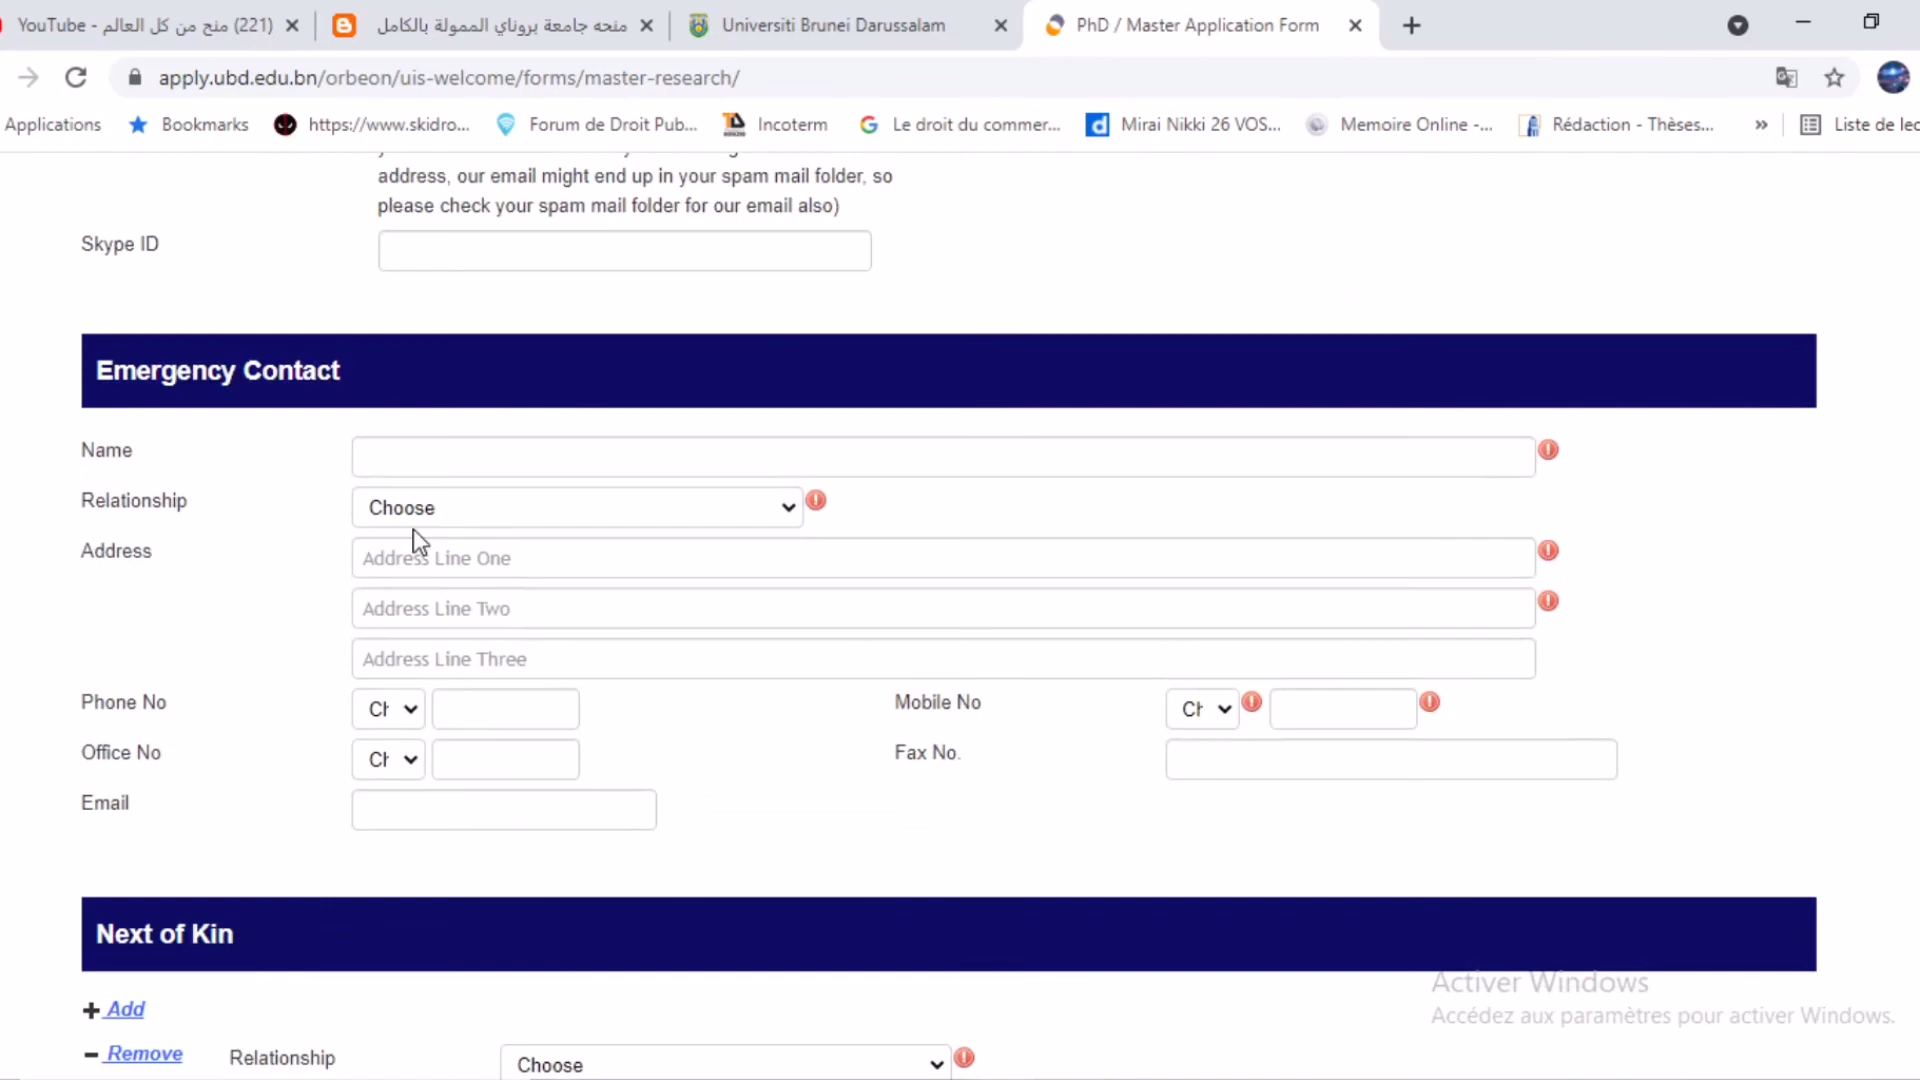 YouTube - منح من كل العالم (221)
منحه جامعة بروناي الممولة بالكامل
Universiti Brunei Darussalam
PhD / Master Application Form
apply.ubd.edu.bn/orbeon/uis-welcome/forms/master-research/
Applications
Bookmarks
https://www.skidro...
Forum de Droit Pub...
Incoterm
Le droit du commer...
Mirai Nikki 26 VOS...
Memoire Online -...
Rédaction - Thèses...
»
Liste de lec
address, our email might end up in your spam mail folder, so
please check your spam mail folder for our email also)
Skype ID
Emergency Contact
Name
Relationship
Choose
Address
Address Line One
Address Line Two
Address Line Three
Phone No
Ch
Mobile No
Ch
Office No
Ch
Fax No.
Email
Next of Kin
Add
Remove
Relationship
Choose
Activer Windows
Accédez aux paramètres pour activer Windows.